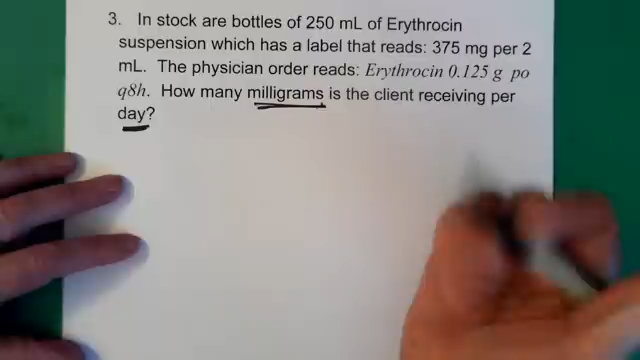 3. In stock are bottles of 250 mL of Erythrocin
suspension which has a label that reads: 375 mg per 2
mL. The physician order reads: Erythrocin 0.125 g po
q8h. How many milligrams is the client receiving per
day?